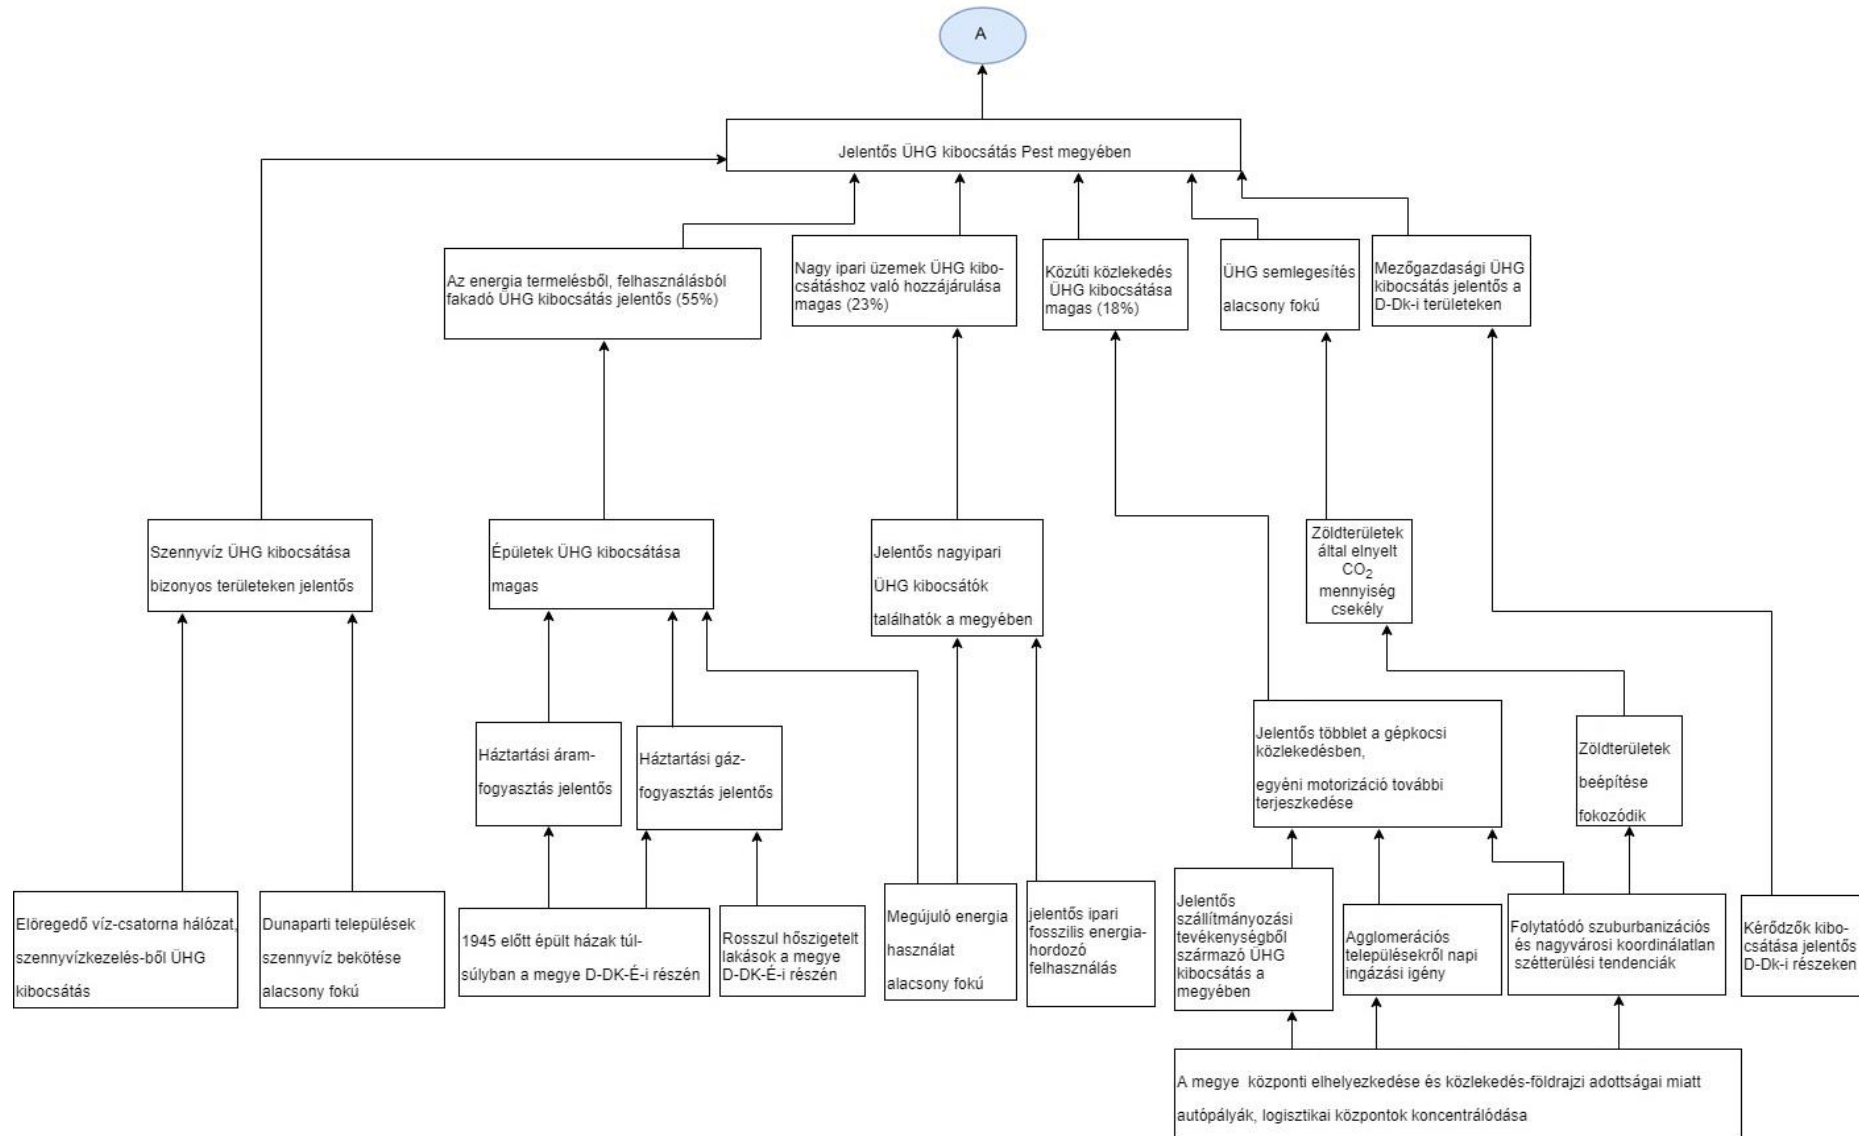 A
Jelentős ÜHG kibocsátás Pest megyében
Az energia termelésből, felhasználásból
fakadó ÜHG kibocsátás jelentős (55%)
Nagy ipari üzemek ÜHG kibo-
csátáshoz való hozzájárulása
magas (23%)
Közúti közlekedés
ÜHG kibocsátása
magas (18%)
ÜHG semlegesítés
alacsony fokú
Mezőgazdasági ÜHG
kibocsátás jelentős a
D-Dk-i területeken
Szennyvíz ÜHG kibocsátása
bizonyos területeken jelentős
Épületek ÜHG kibocsátása
magas
Jelentős nagyipari
ÜHG kibocsátók
találhatók a megyében
Zöldterületek
által elnyelt
CO₂
mennyiség
csekély
Háztartási áram-
fogyasztás jelentős
Háztartási gáz-
fogyasztás jelentős
Jelentős többlet a gépkocsi
közlekedésben,
egyéni motorizáció további
terjeszkedése
Zöldterületek
beépítése
fokozódik
Elöregedő víz-csatorna hálózat,
szennyvízkezelés-ből ÜHG
kibocsátás
Dunaparti települések
szennyvíz bekötése
alacsony fokú
1945 előtt épült házak túl-
súlyban a megye D-DK-É-i részén
Rosszul hőszigetelt
lakások a megye
D-DK-É-i részén
Megújuló energia
használat
alacsony fokú
jelentős ipari
fosszilis energia-
hordozó
felhasználás
Jelentős
szállítmányozási
tevékenységből
származó ÜHG
kibocsátás a
megyében
Agglomerációs
településekről napi
ingázási igény
Folytatódó szuburbanizációs
és nagyvárosi koordinálatlan
szétterülési tendenciák
Kérődzők kibo-
csátása jelentős
D-Dk-i részeken
A megye központi elhelyezkedése és közlekedés-földrajzi adottságai miatt
autópályák, logisztikai központok koncentrálódása